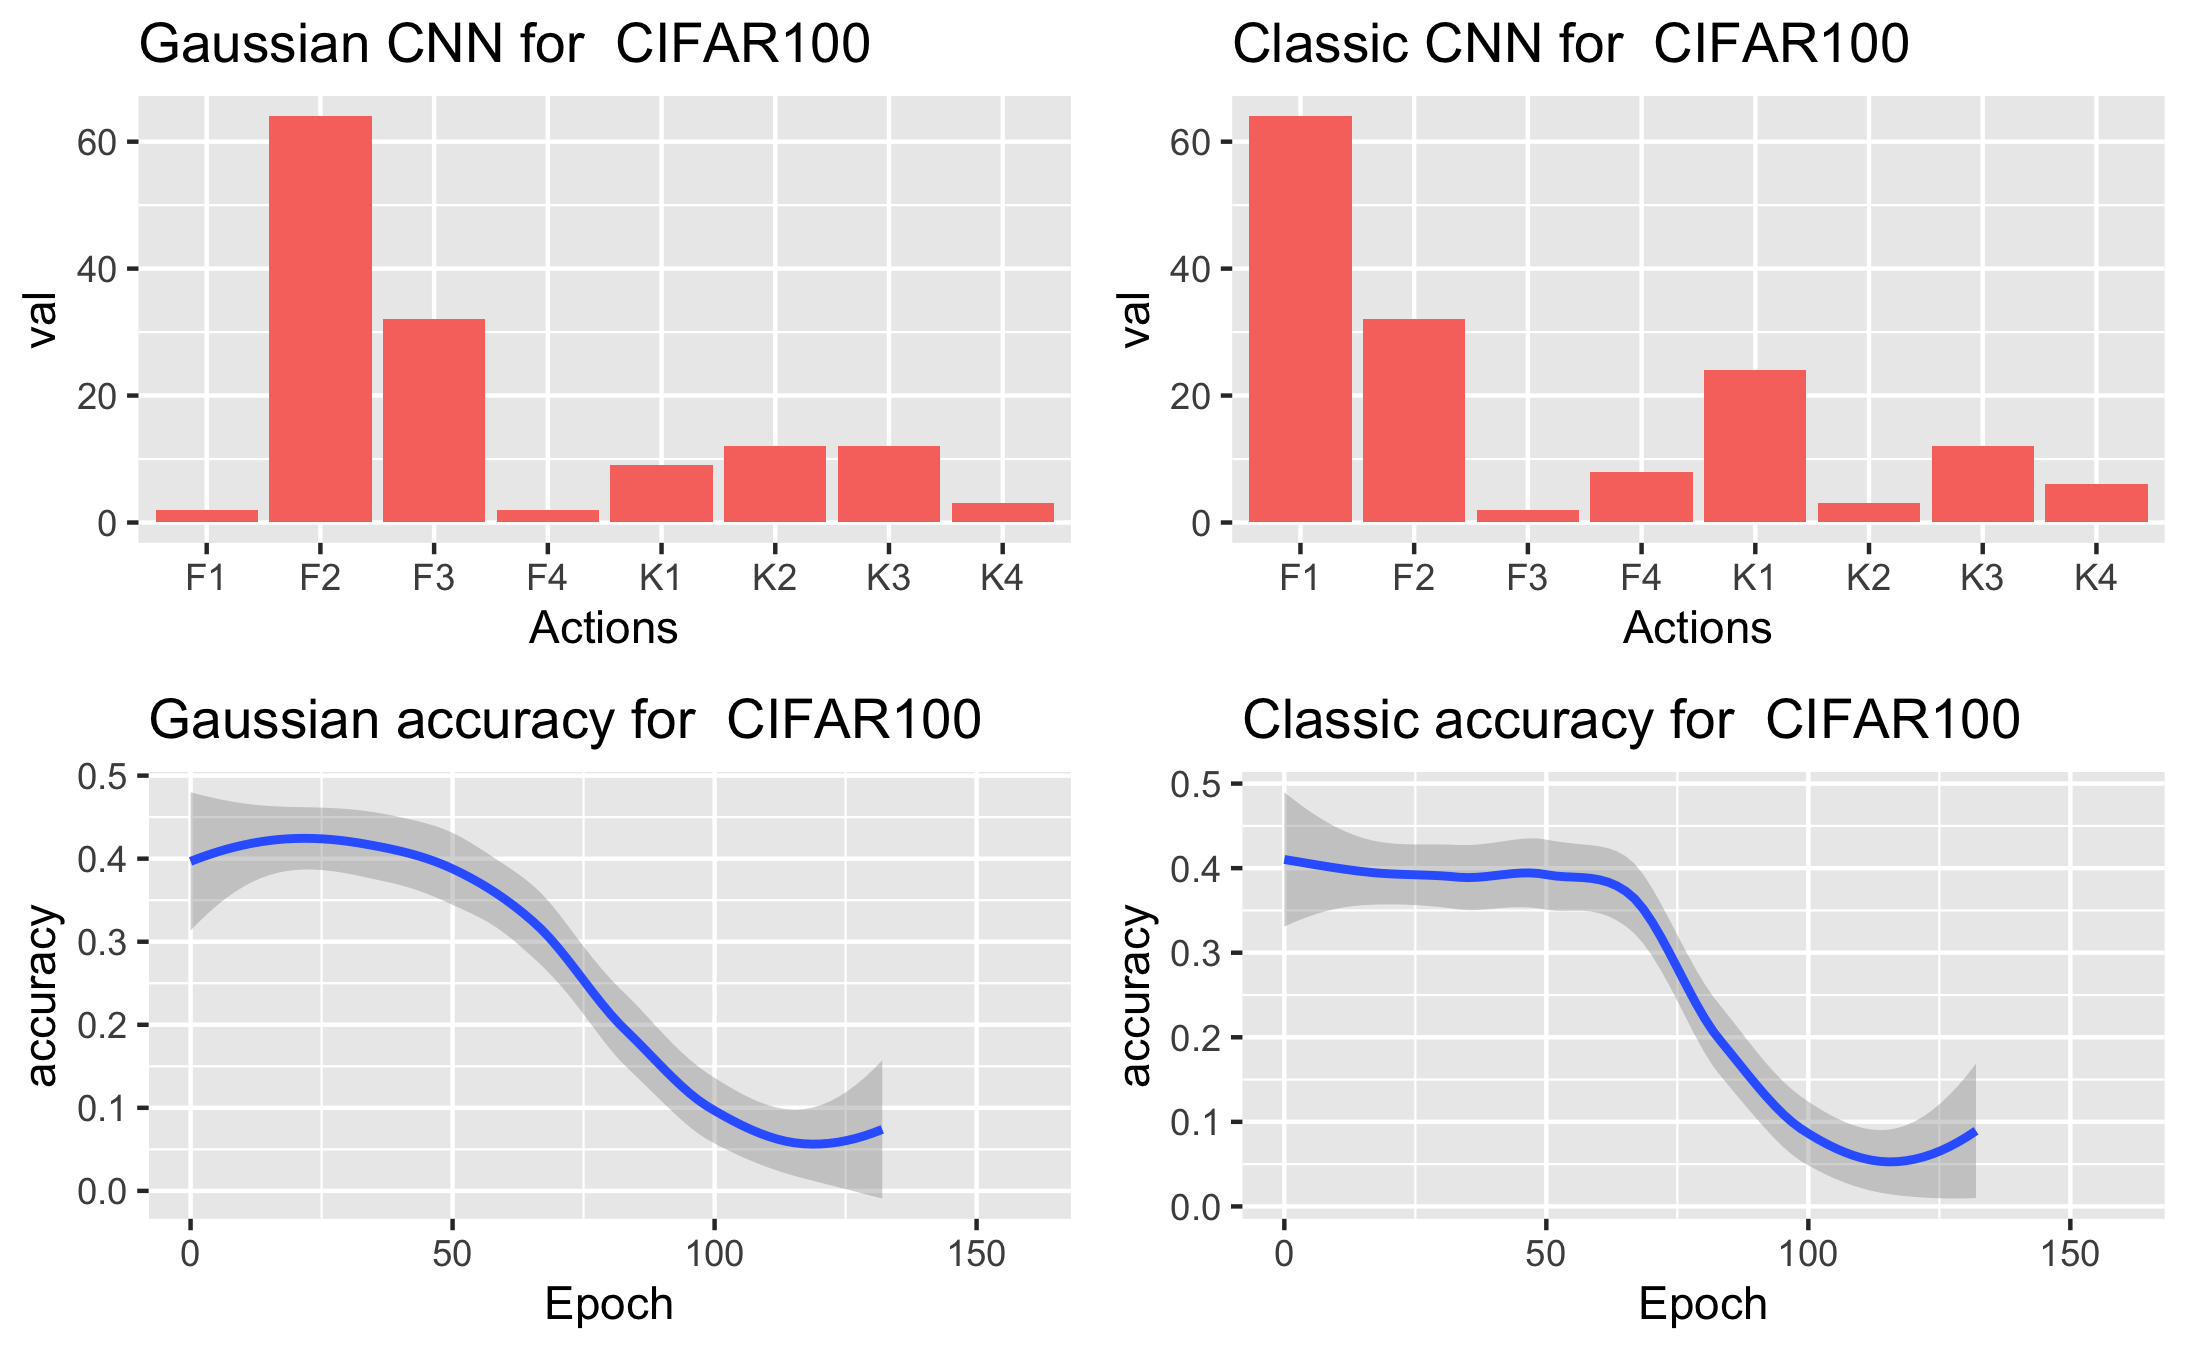 Gaussian CNN for  CIFAR100
val
60
40
20
0
F1 F2 F3 F4 K1 K2 K3 K4
Actions
Classic CNN for  CIFAR100
val
60
40
20
0
F1 F2 F3 F4 K1 K2 K3 K4
Actions
Gaussian accuracy for  CIFAR100
accuracy
0.5
0.4
0.3
0.2
0.1
0.0
0 50 100 150
Epoch
Classic accuracy for  CIFAR100
accuracy
0.5
0.4
0.3
0.2
0.1
0.0
0 50 100 150
Epoch